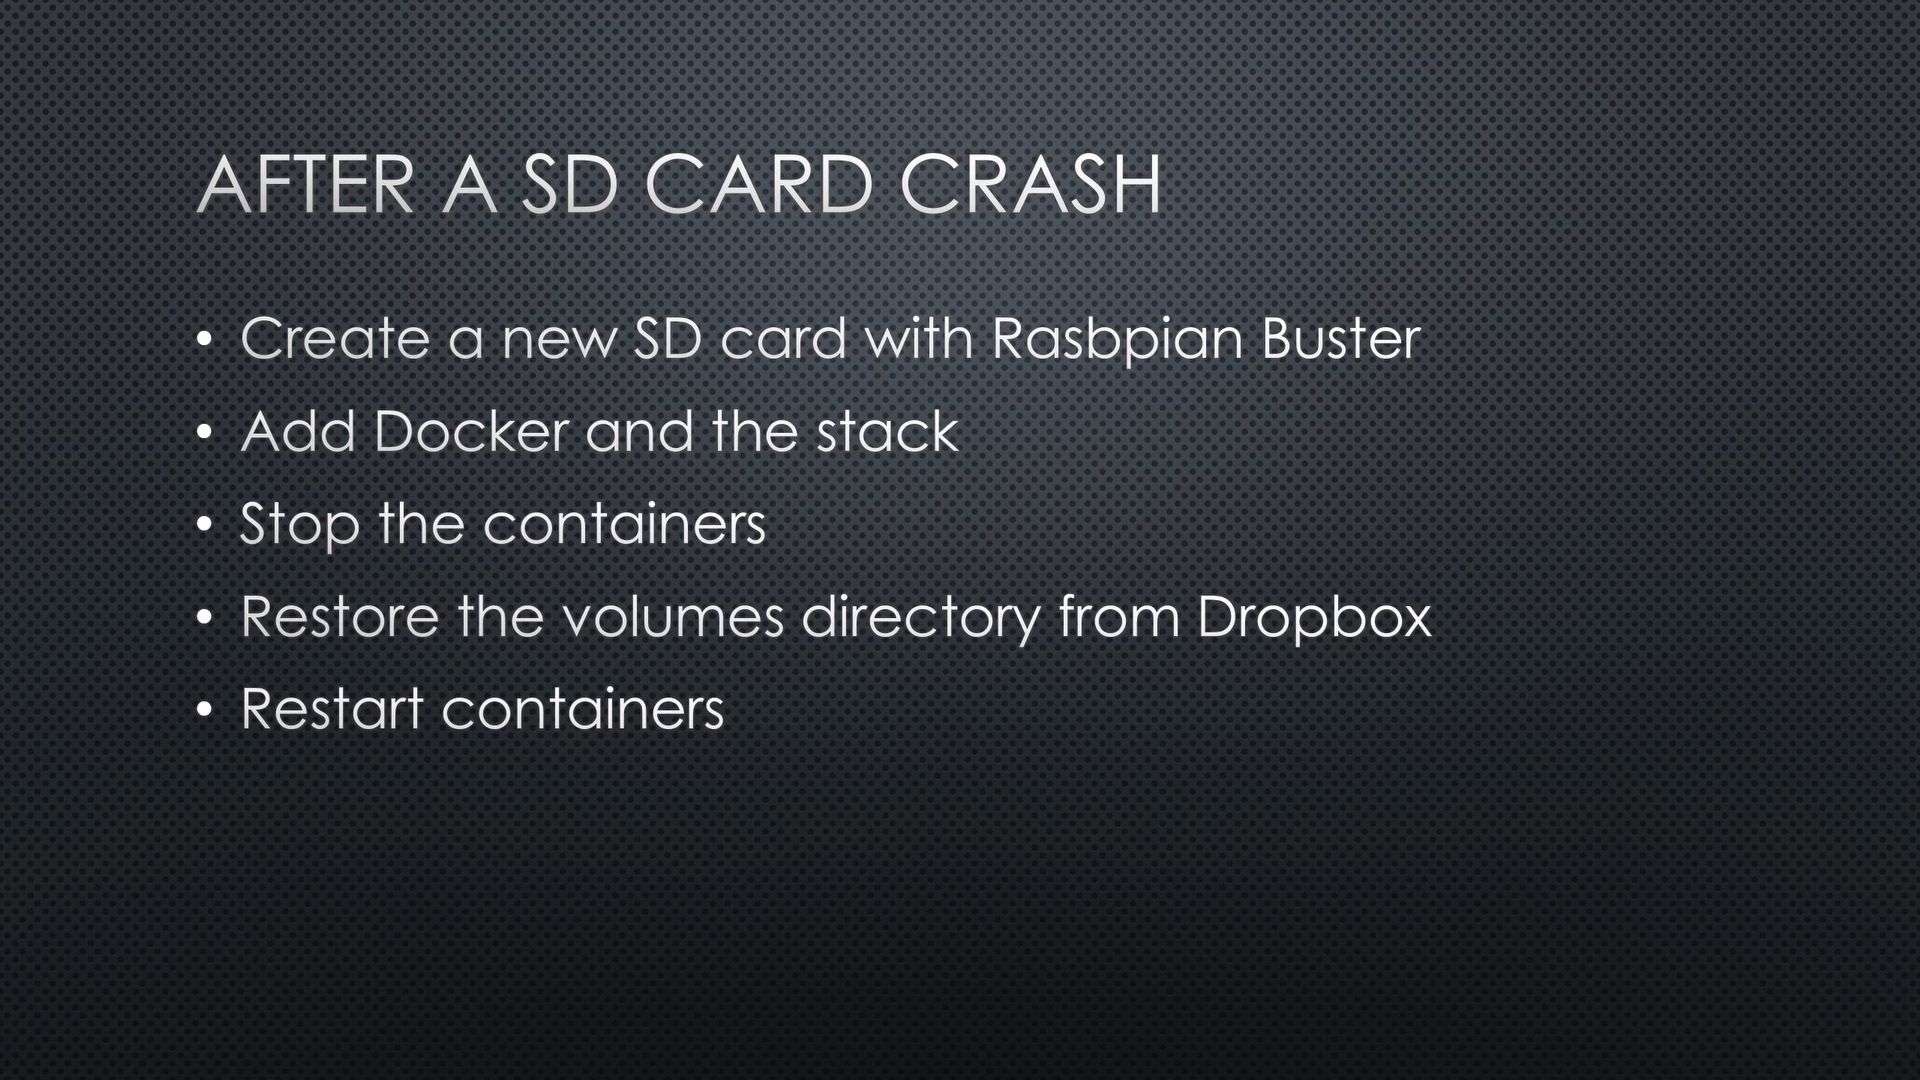 AFTER A SD CARD CRASH
• Create a new SD card with Rasbpian Buster
• Add Docker and the stack
• Stop the containers
• Restore the volumes directory from Dropbox
• Restart containers